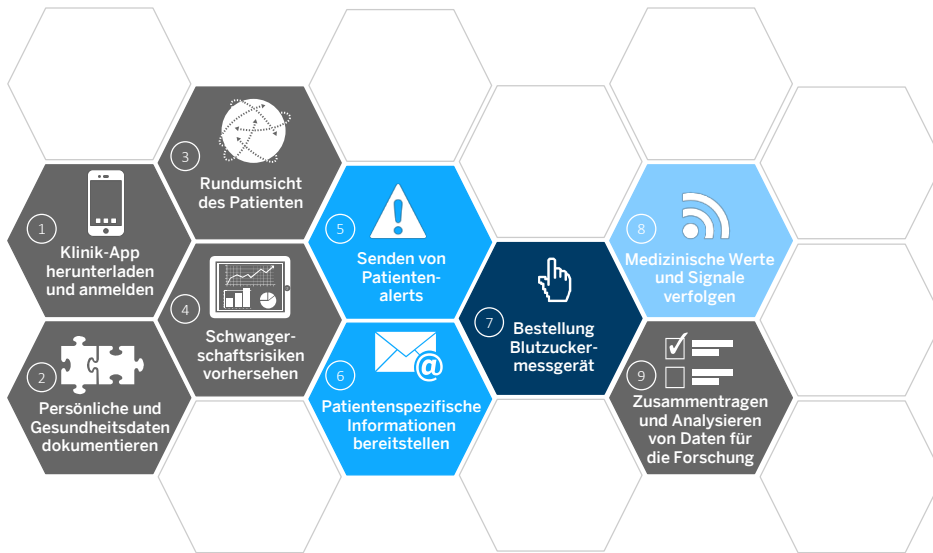 1
Klinik-App
herunterladen
und anmelden
2
Persönliche und
Gesundheitsdaten
dokumentieren
3
Rundumsicht
des Patienten
4
Schwanger-
schaftsrisiken
vorhersehen
5
Senden von
Patienten-
alerts
6
@
Patientenspezifische
Informationen
bereitstellen
7
Bestellung
Blutzucker-
messgerät
8
Medizinische Werte
und Signale
verfolgen
9
Zusammentragen
und Analysieren
von Daten für
die Forschung